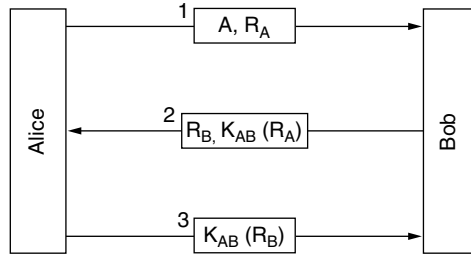 1
A, R_A
2
R_B, K_AB (R_A)
3
K_AB (R_B)
Alice
Bob